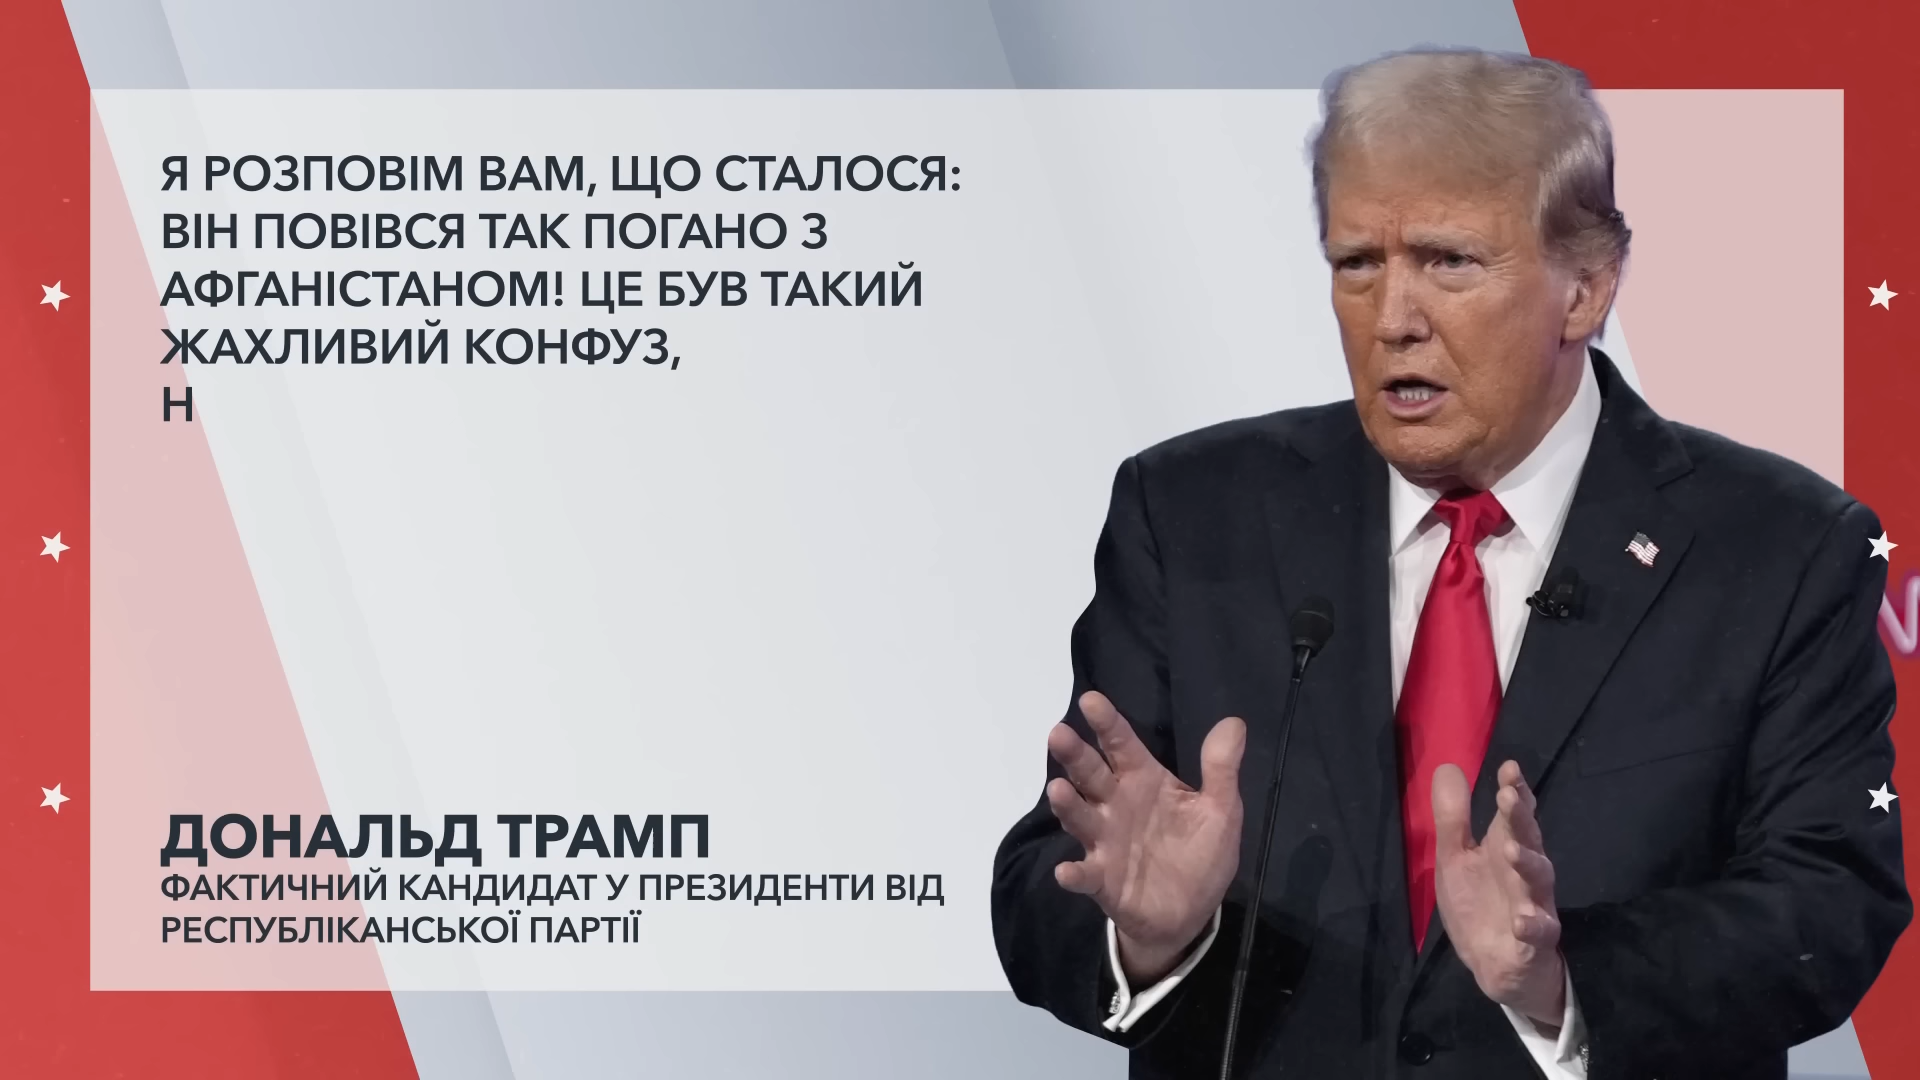 Я РОЗПОВІМ ВАМ, ЩО СТАЛОСЯ:
ВІН ПОВІВСЯ ТАК ПОГАНО З
АФГАНІСТАНОМ! ЦЕ БУВ ТАКИЙ
ЖАХЛИВИЙ КОНФУЗ,
Н
ДОНАЛЬД ТРАМП
ФАКТИЧНИЙ КАНДИДАТ У ПРЕЗИДЕНТИ ВІД
РЕСПУБЛІКАНСЬКОЇ ПАРТІЇ